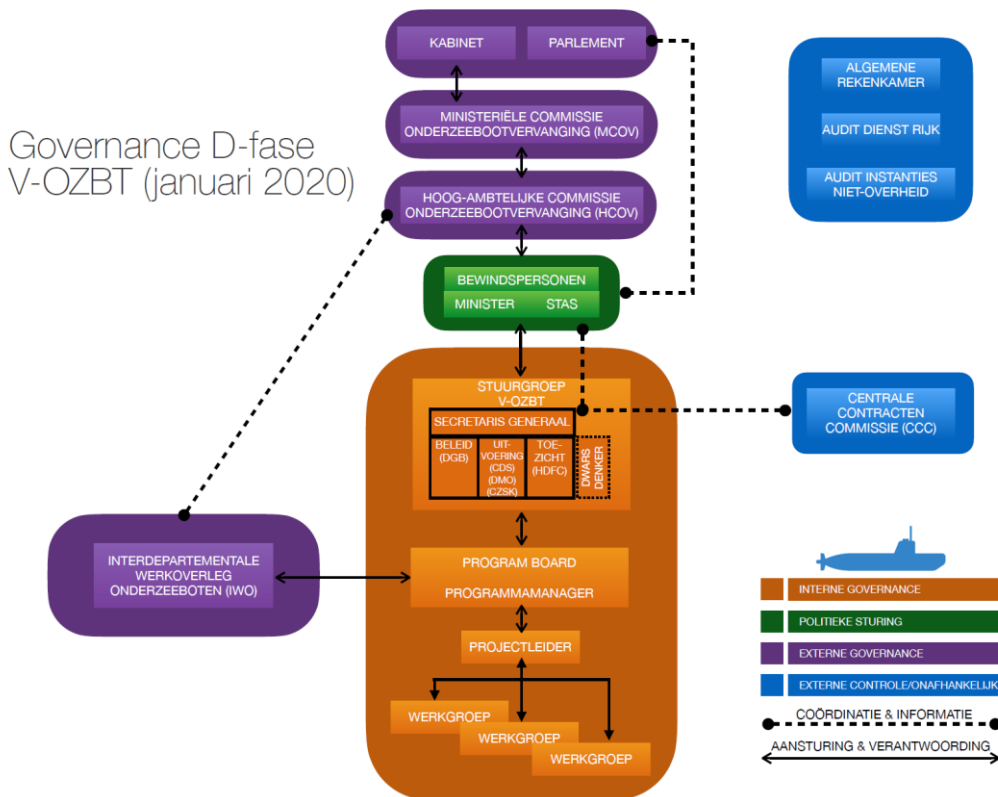 Governance D-fase
V-OZBT (januari 2020)
KABINET
PARLEMENT
MINISTERIËLE COMMISSIE
ONDERZEEBOOTVERVANGING (MCOV)
HOOG-AMBTELIJKE COMMISSIE
ONDERZEEBOOTVERVANGING (HCOV)
BEWINDSPERSONEN
MINISTER STAS
STUURGROEP
V-OZBT
SECRETARIS GENERAAL
BELEID
(DGB)
UIT-
VOERING
(CDS)
(DMO)
(CZSK)
TOE-
ZICHT
(HDFC)
DWARS
DENKER
INTERDEPARTEMENTALE
WERKOVERLEG
ONDERZEEBOTEN (IWO)
PROGRAM BOARD
PROGRAMMAMANAGER
PROJECTLEIDER
WERKGROEP
WERKGROEP
WERKGROEP
ALGEMENE
REKENKAMER
AUDIT DIENST RIJK
AUDIT INSTANTIES
NIET-OVERHEID
CENTRALE
CONTRACTEN
COMMISSIE (CCC)
INTERNE GOVERNANCE
POLITIEKE STURING
EXTERNE GOVERNANCE
EXTERNE CONTROLE/ONAFHANKELIJK
COÖRDINATIE & INFORMATIE
AANSTURING & VERANTWOORDING